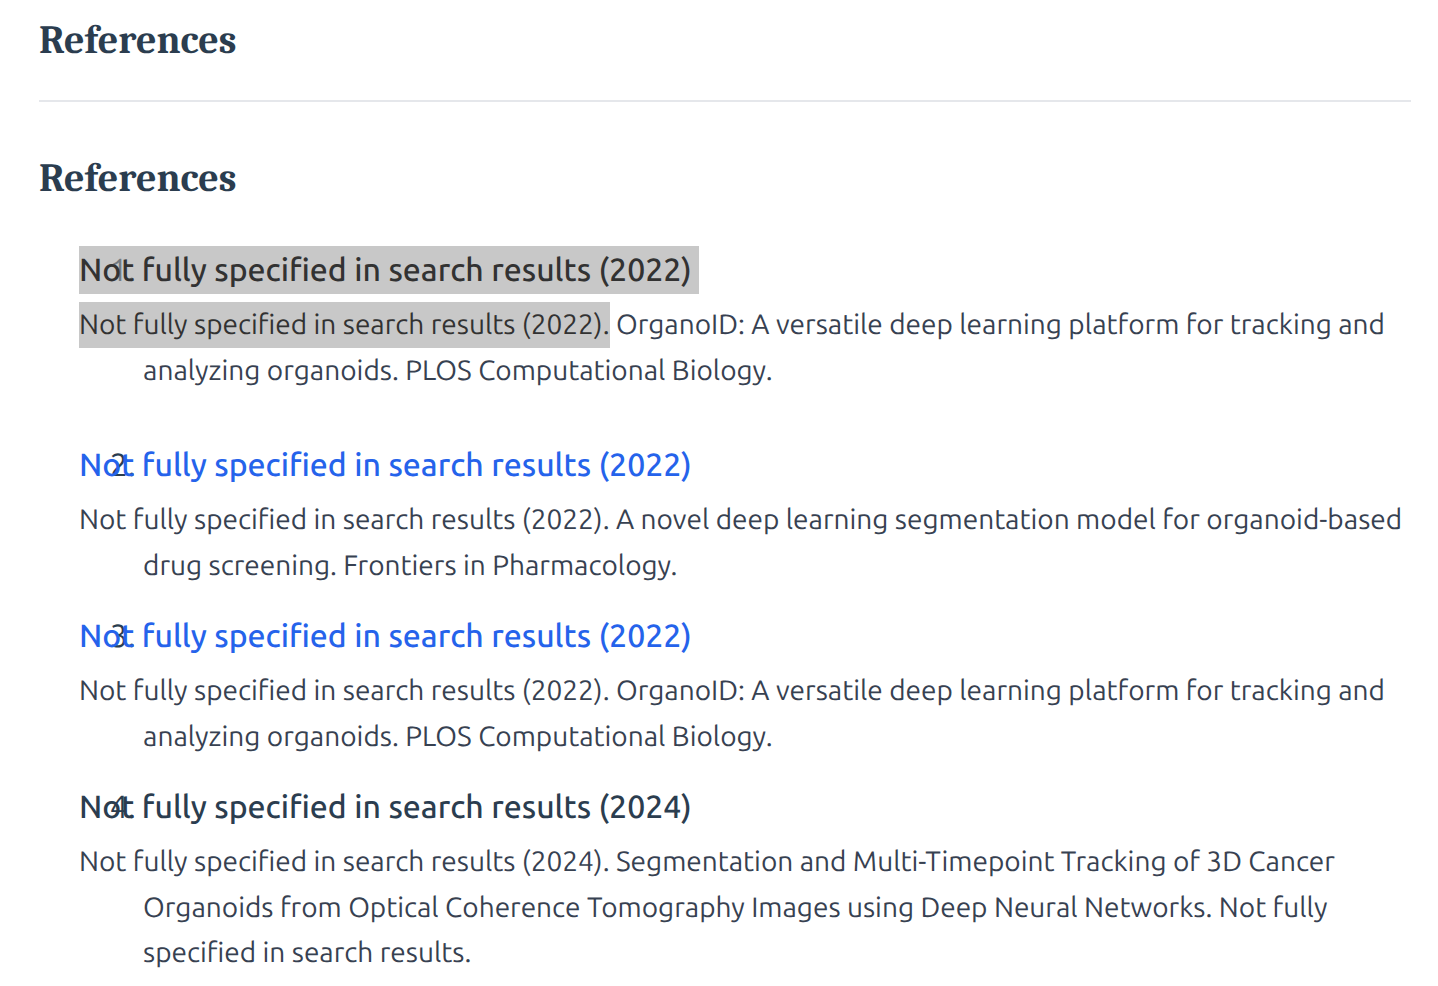 References
References
1. Not fully specified in search results (2022)
Not fully specified in search results (2022). OrganoID: A versatile deep learning platform for tracking and
analyzing organoids. PLOS Computational Biology.
2. Not fully specified in search results (2022)
Not fully specified in search results (2022). A novel deep learning segmentation model for organoid-based
drug screening. Frontiers in Pharmacology.
3. Not fully specified in search results (2022)
Not fully specified in search results (2022). OrganoID: A versatile deep learning platform for tracking and
analyzing organoids. PLOS Computational Biology.
4. Not fully specified in search results (2024)
Not fully specified in search results (2024). Segmentation and Multi-Timepoint Tracking of 3D Cancer
Organoids from Optical Coherence Tomography Images using Deep Neural Networks. Not fully
specified in search results.